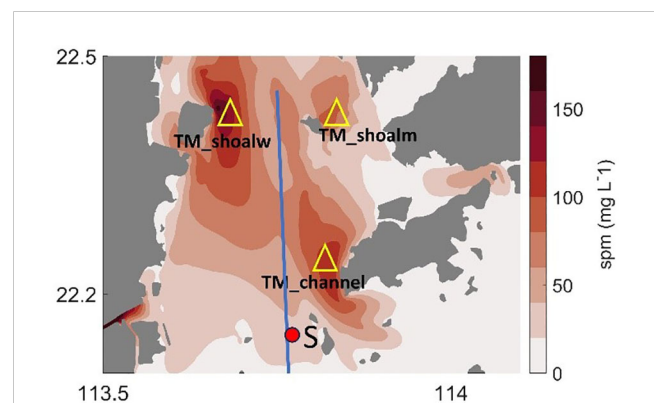 22.5
TM_shoalw
TM_shoalm
TM_channel
22.2
S
113.5
114
150
100
50
0
spm (mg L^-1)